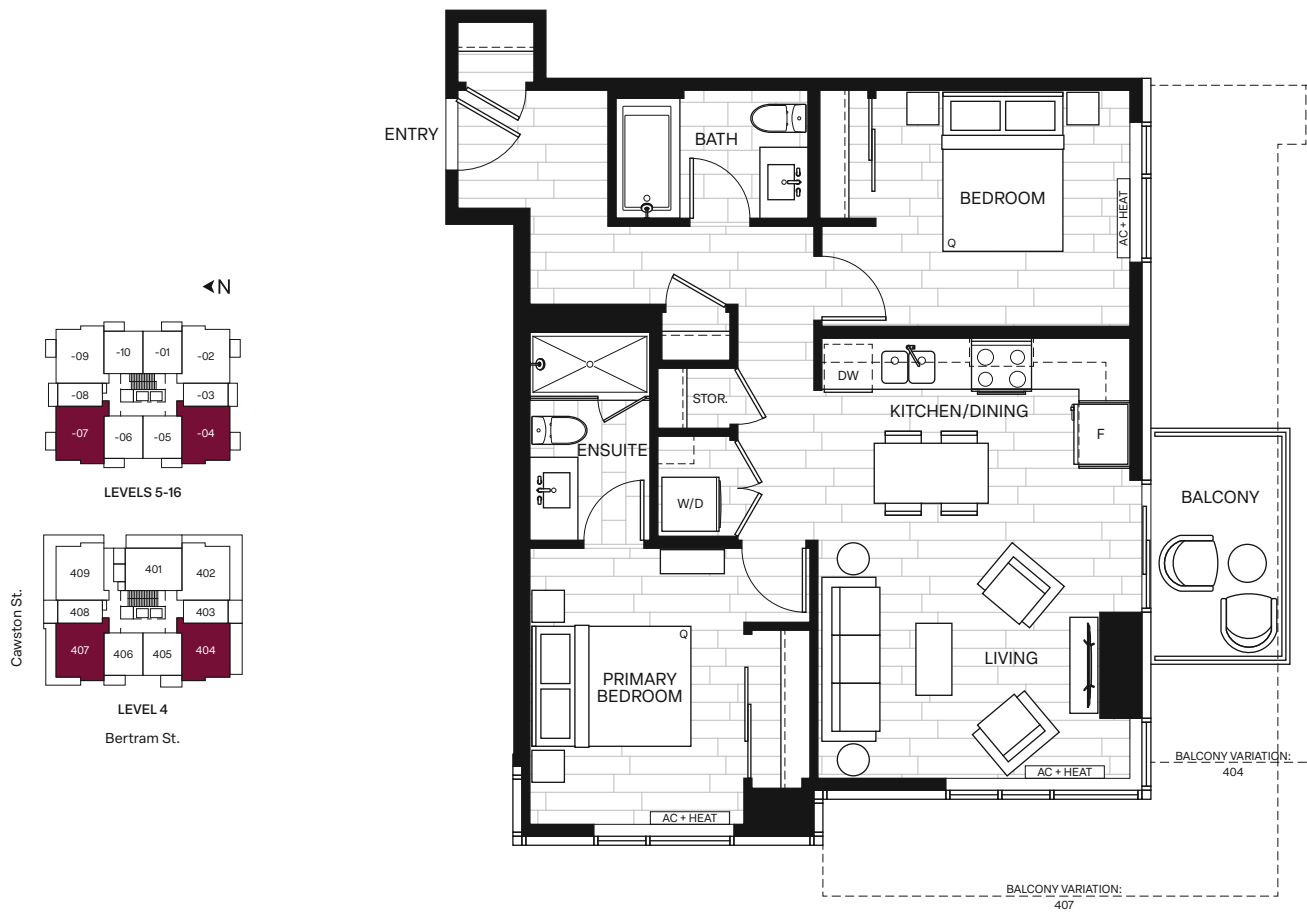 N
-09
-10
-01
-02
-08
-03
-07
-06
-05
-04
LEVELS 5-16
409
401
402
408
403
407
406
405
404
Cawston St.
LEVEL 4
Bertram St.
ENTRY
BATH
BEDROOM
Q
AC + HEAT
DW
KITCHEN/DINING
F
STOR.
ENSUITE
W/D
BALCONY
Q
PRIMARY
BEDROOM
LIVING
AC + HEAT
AC + HEAT
BALCONY VARIATION:
404
BALCONY VARIATION:
407